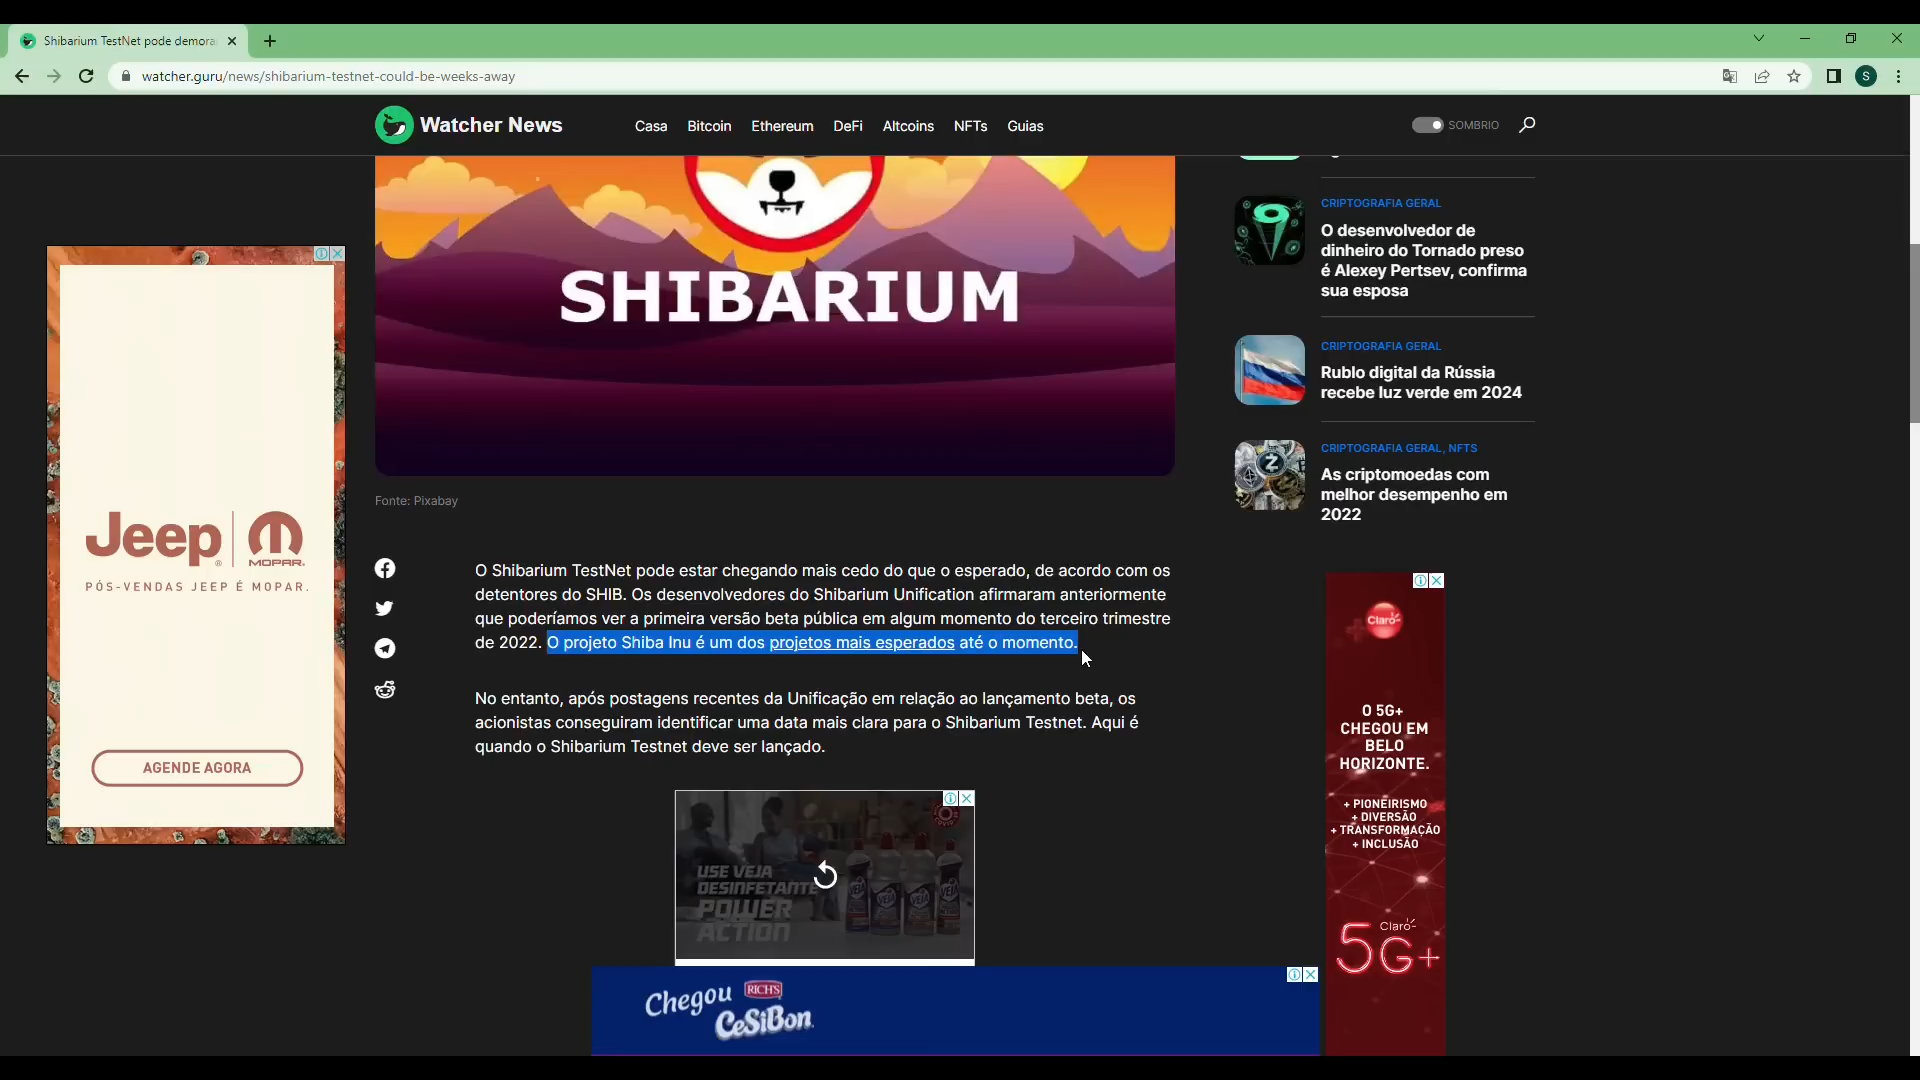 Shibarium TestNet pode demora
watcher.guru/news/shibarium-testnet-could-be-weeks-away
S
Watcher News
Casa
Bitcoin
Ethereum
DeFi
Altcoins
NFTs
Guias
SOMBRIO
SHIBARIUM
Fonte: Pixabay
O Shibarium TestNet pode estar chegando mais cedo do que o esperado, de acordo com os
detentores do SHIB. Os desenvolvedores do Shibarium Unification afirmaram anteriormente
que poderíamos ver a primeira versão beta pública em algum momento do terceiro trimestre
de 2022. O projeto Shiba Inu é um dos projetos mais esperados até o momento.
No entanto, após postagens recentes da Unificação em relação ao lançamento beta, os
acionistas conseguiram identificar uma data mais clara para o Shibarium Testnet. Aqui é
quando o Shibarium Testnet deve ser lançado.
CRIPTOGRAFIA GERAL
O desenvolvedor de
dinheiro do Tornado preso
é Alexey Pertsev, confirma
sua esposa
CRIPTOGRAFIA GERAL
Rublo digital da Rússia
recebe luz verde em 2024
CRIPTOGRAFIA GERAL, NFTS
As criptomoedas com
melhor desempenho em
2022
Jeep
MOPAR.
PÓS-VENDAS JEEP É MOPAR.
AGENDE AGORA
USE VEJA
DESINFETANTE
POWER
ACTION
Chegou RICH'S
CeSiBon.
Claro
O 5G+
CHEGOU EM
BELO
HORIZONTE.
+ PIONEIRISMO
+ DIVERSÃO
+ TRANSFORMAÇÃO
+ INCLUSÃO
Claro
5G+